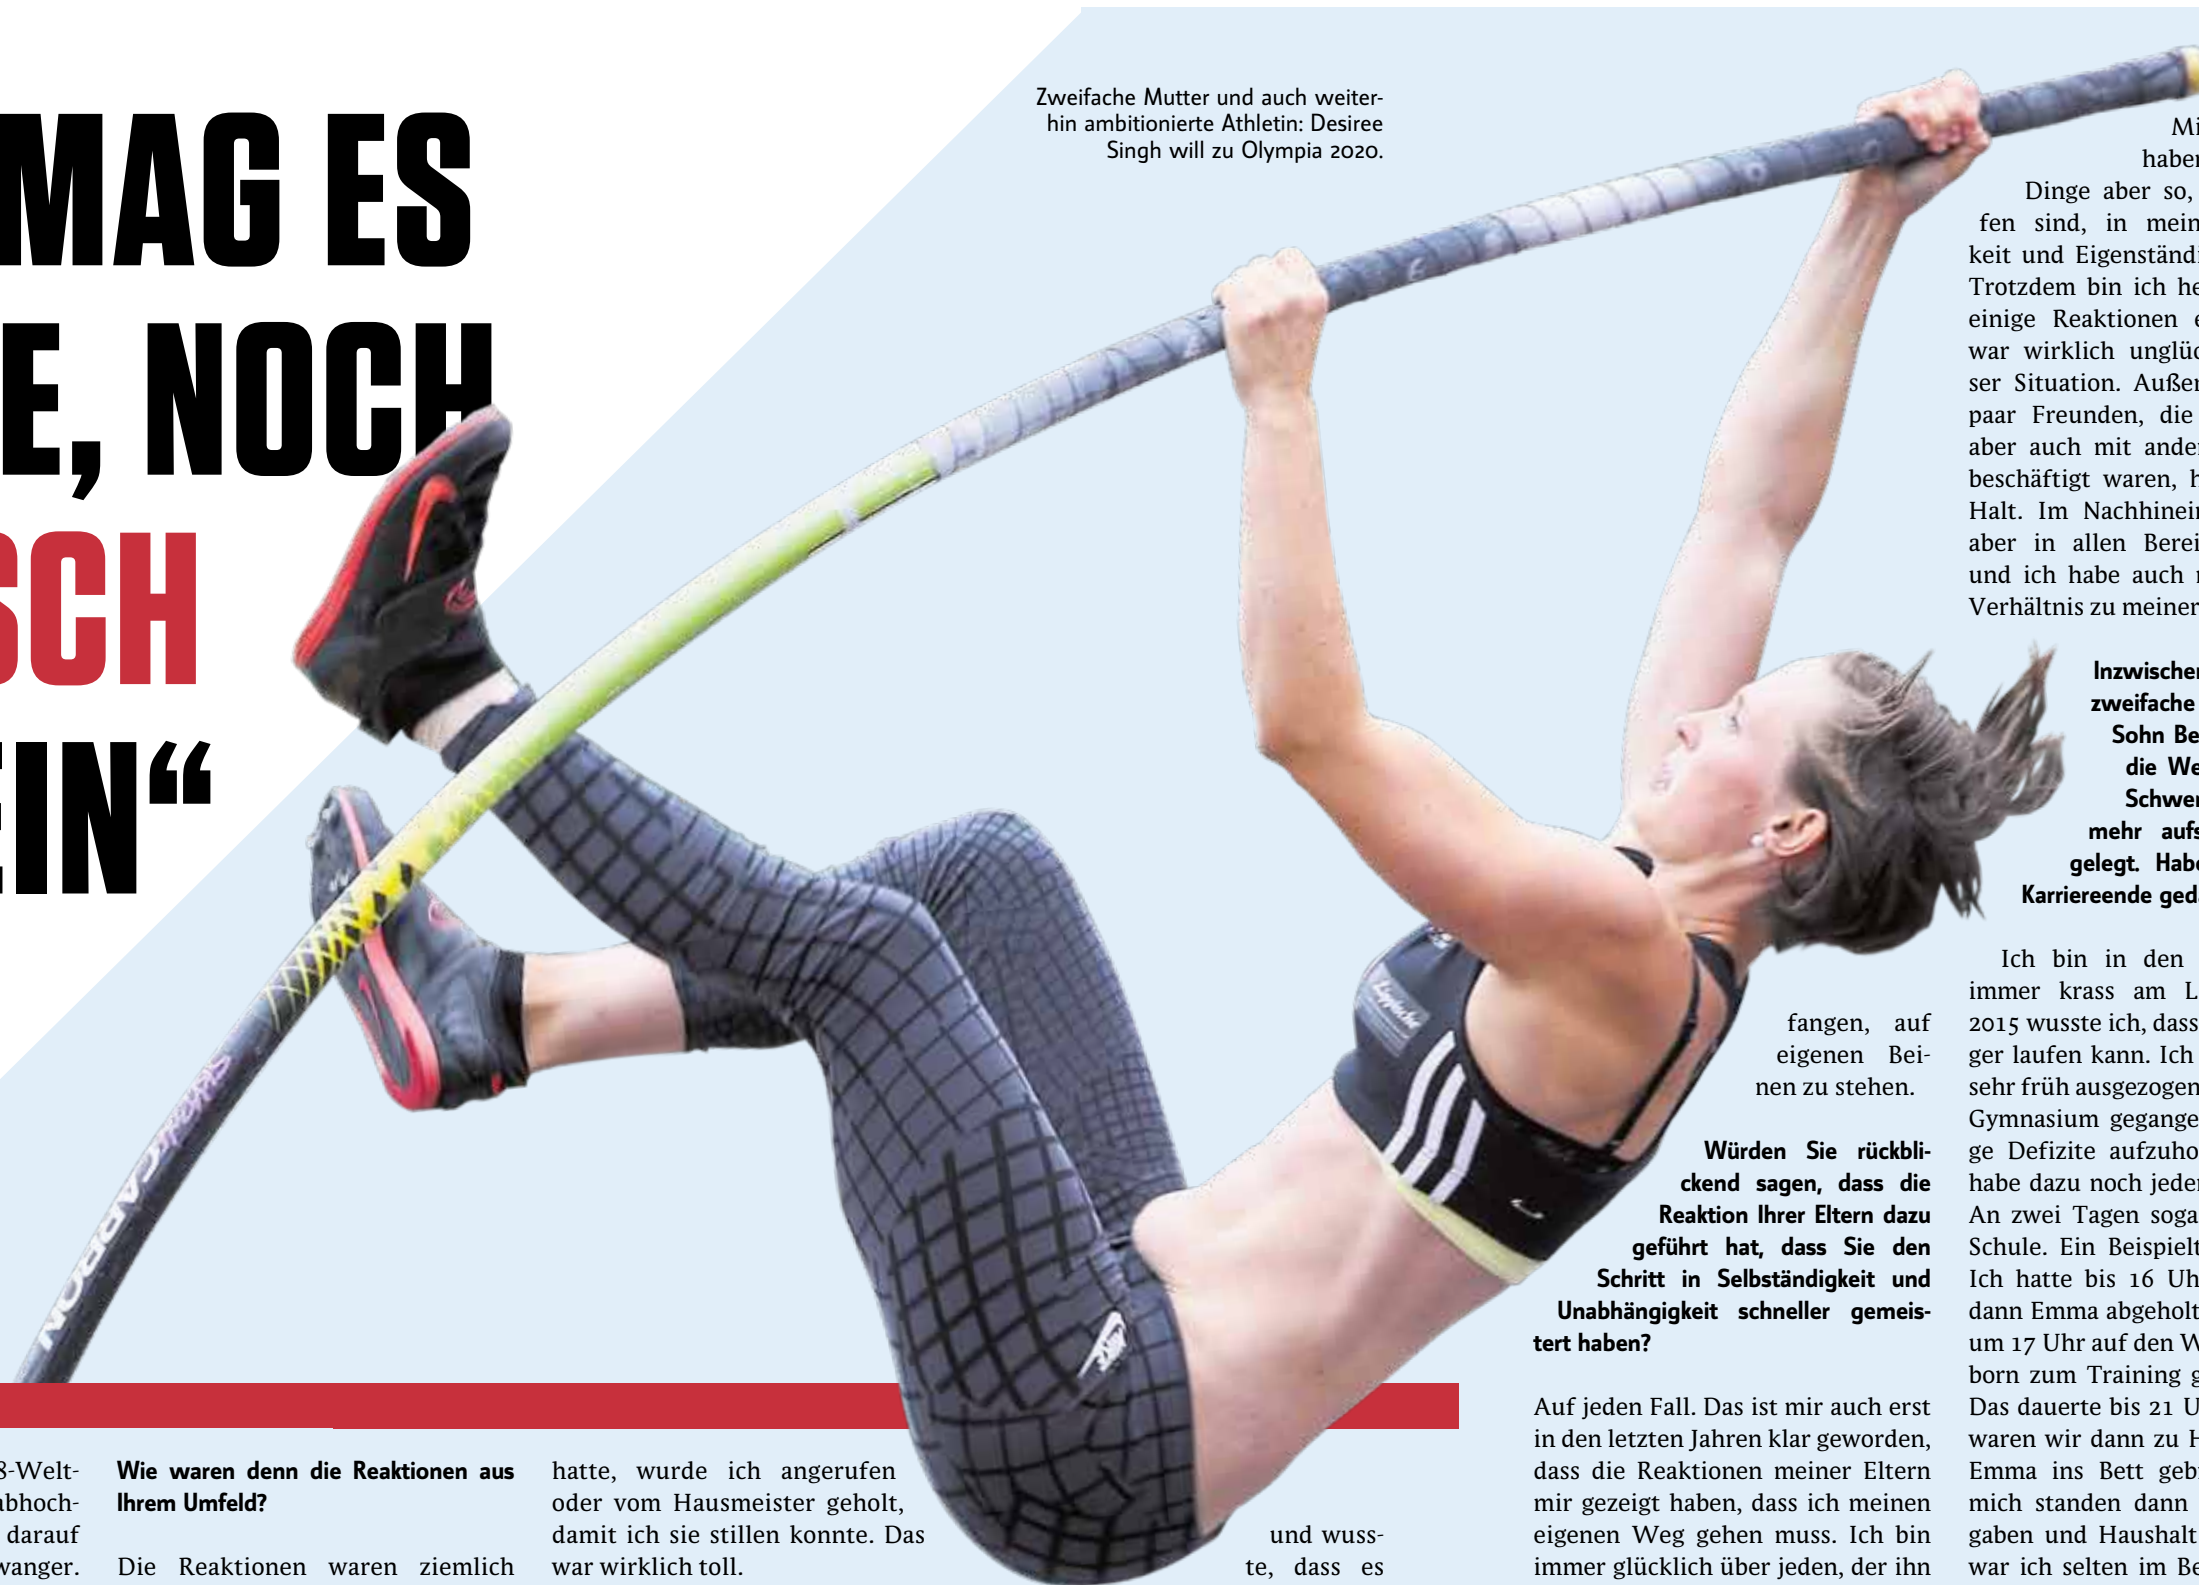 MAG ES
E, NOCH
SCH
EIN“
Zweifache Mutter und auch weiter-
hin ambitionierte Athletin: Desiree
Singh will zu Olympia 2020.
CARBON
8-Welt-
abhoch-
darauf
wanger.
Wie waren denn die Reaktionen aus
Ihrem Umfeld?
Die Reaktionen waren ziemlich
hatte, wurde ich angerufen
oder vom Hausmeister geholt,
damit ich sie stillen konnte. Das
war wirklich toll.
und wuss-
te, dass es
fangen, auf
eigenen Bei-
nen zu stehen.
Würden Sie rückbli-
ckend sagen, dass die
Reaktion Ihrer Eltern dazu
geführt hat, dass Sie den
Schritt in Selbständigkeit und
Unabhängigkeit schneller gemeis-
tert haben?
Auf jeden Fall. Das ist mir auch erst
in den letzten Jahren klar geworden,
dass die Reaktionen meiner Eltern
mir gezeigt haben, dass ich meinen
eigenen Weg gehen muss. Ich bin
immer glücklich über jeden, der ihn
Mi
haben
Dinge aber so,
fen sind, in mein
keit und Eigenständi
Trotzdem bin ich he
einige Reaktionen e
war wirklich unglüc
ser Situation. Außer
paar Freunden, die
aber auch mit ander
beschäftigt waren, h
Halt. Im Nachhinein
aber in allen Berei
und ich habe auch n
Verhältnis zu meiner
Inzwischen
zweifache
Sohn Be
die We
Schwer
mehr aufs
gelegt. Habe
Karriereende geda
Ich bin in den
immer krass am L
2015 wusste ich, dass
ger laufen kann. Ich
sehr früh ausgezogen
Gymnasium gegange
ge Defizite aufzuho
habe dazu noch jeden
An zwei Tagen soga
Schule. Ein Beispielt
Ich hatte bis 16 Uh
dann Emma abgeholt
um 17 Uhr auf den W
born zum Training g
Das dauerte bis 21 U
waren wir dann zu H
Emma ins Bett gebr
mich standen dann
gaben und Haushalt
war ich selten im Be